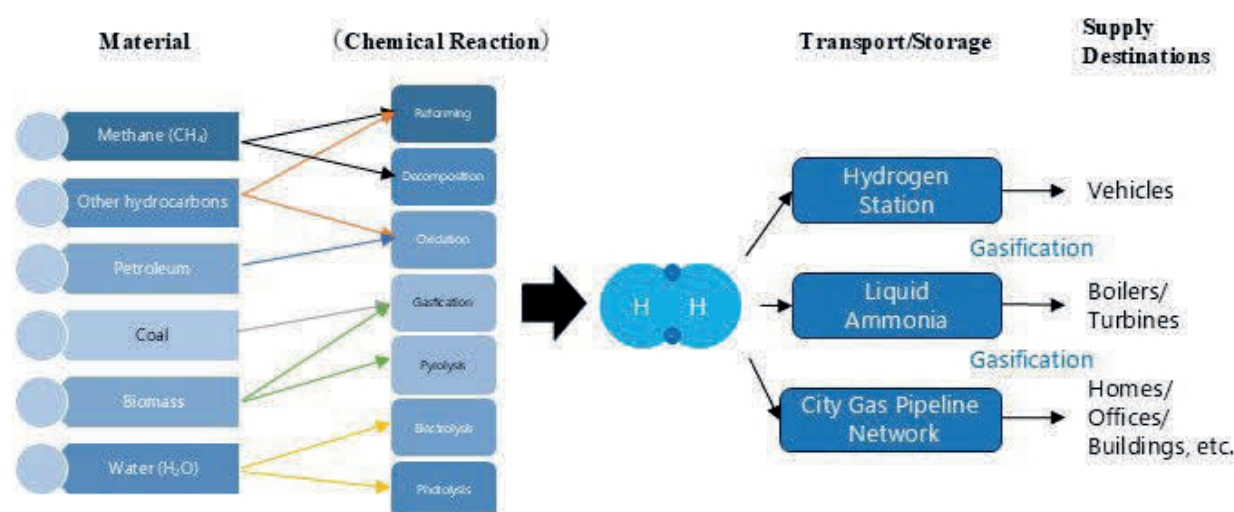 Material
(Chemical Reaction)
Transport/Storage
Supply
Destinations
Methane (CH₄)
Other hydrocarbons
Petroleum
Coal
Biomass
Water (H₂O)
Reforming
Decomposition
Oxidation
Gasfication
Pyrolysis
Electrolysis
Photolysis
H H
Hydrogen
Station
Vehicles
Gasification
Liquid
Ammonia
Boilers/
Turbines
Gasification
City Gas Pipeline
Network
Homes/
Offices/
Buildings, etc.